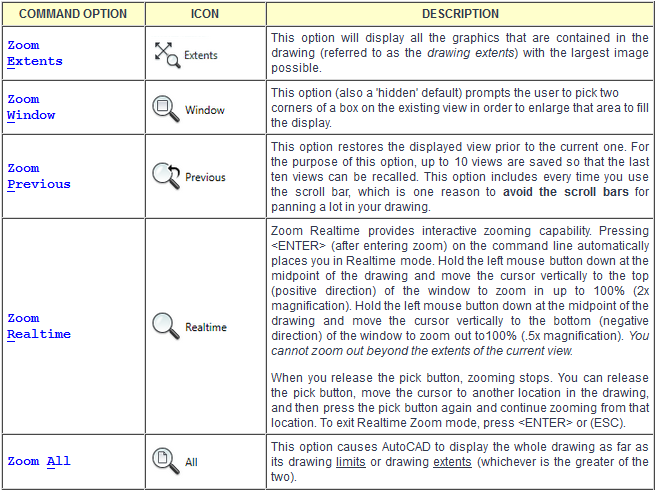 COMMAND OPTION
ICON
DESCRIPTION
Zoom
Extents
Extents
This option will display all the graphics that are contained in the
drawing (referred to as the drawing extents) with the largest image
possible.
Zoom
Window
Window
This option (also a 'hidden' default) prompts the user to pick two
corners of a box on the existing view in order to enlarge that area to fill
the display.
Zoom
Previous
Previous
This option restores the displayed view prior to the current one. For
the purpose of this option, up to 10 views are saved so that the last
ten views can be recalled. This option includes every time you use
the scroll bar, which is one reason to avoid the scroll bars for
panning a lot in your drawing.
Zoom
Realtime
Realtime
Zoom Realtime provides interactive zooming capability. Pressing
<ENTER> (after entering zoom) on the command line automatically
places you in Realtime mode. Hold the left mouse button down at the
midpoint of the drawing and move the cursor vertically to the top
(positive direction) of the window to zoom in up to 100% (2x
magnification). Hold the left mouse button down at the midpoint of the
drawing and move the cursor vertically to the bottom (negative
direction) of the window to zoom out to100% (.5x magnification). You
cannot zoom out beyond the extents of the current view.
When you release the pick button, zooming stops. You can release
the pick button, move the cursor to another location in the drawing,
and then press the pick button again and continue zooming from that
location. To exit Realtime Zoom mode, press <ENTER> or (ESC).
Zoom All
All
This option causes AutoCAD to display the whole drawing as far as
its drawing limits or drawing extents (whichever is the greater of the
two).